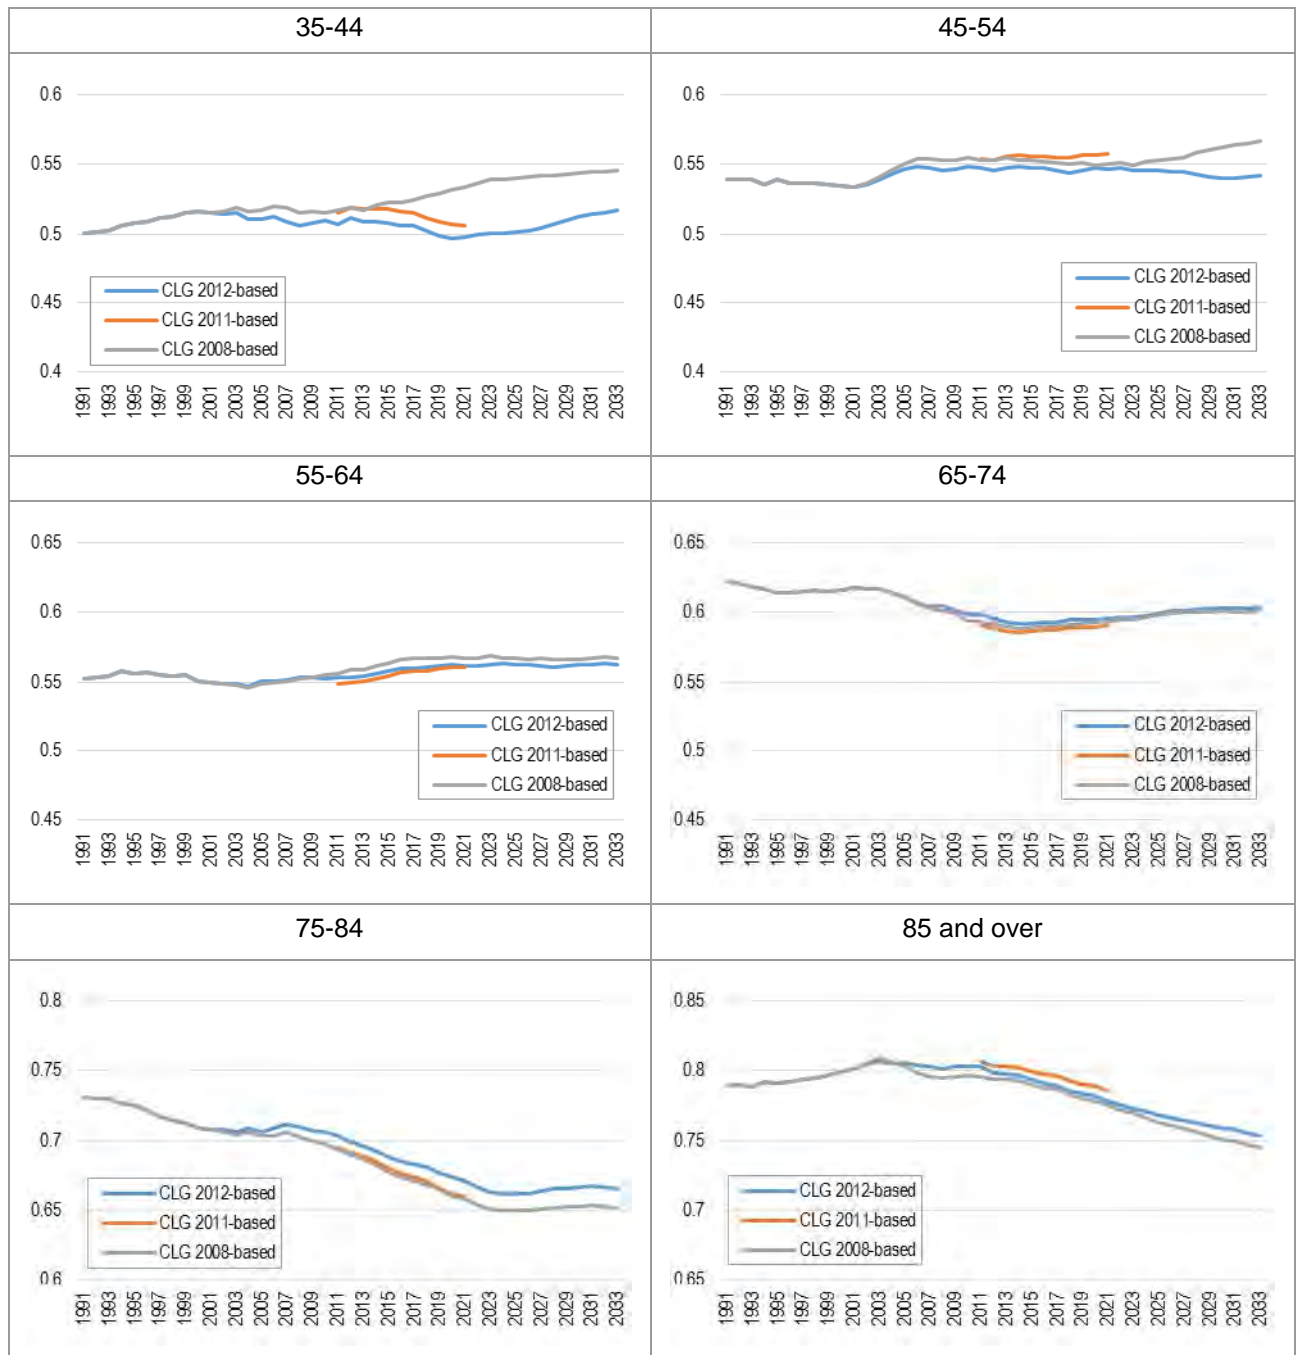 35-44
45-54
0.6
0.55
0.5
0.45
0.4
CLG 2012-based
CLG 2011-based
CLG 2008-based
1991 1993 1995 1997 1999 2001 2003 2005 2007 2009 2011 2013 2015 2017 2019 2021 2023 2025 2027 2029 2031 2033
0.6
0.55
0.5
0.45
0.4
CLG 2012-based
CLG 2011-based
CLG 2008-based
1991 1993 1995 1997 1999 2001 2003 2005 2007 2009 2011 2013 2015 2017 2019 2021 2023 2025 2027 2029 2031 2033
55-64
65-74
0.65
0.6
0.55
0.5
0.45
CLG 2012-based
CLG 2011-based
CLG 2008-based
1991 1993 1995 1997 1999 2001 2003 2005 2007 2009 2011 2013 2015 2017 2019 2021 2023 2025 2027 2029 2031 2033
0.65
0.6
0.55
0.5
0.45
CLG 2012-based
CLG 2011-based
CLG 2008-based
1991 1993 1995 1997 1999 2001 2003 2005 2007 2009 2011 2013 2015 2017 2019 2021 2023 2025 2027 2029 2031 2033
75-84
85 and over
0.8
0.75
0.7
0.65
0.6
CLG 2012-based
CLG 2011-based
CLG 2008-based
1991 1993 1995 1997 1999 2001 2003 2005 2007 2009 2011 2013 2015 2017 2019 2021 2023 2025 2027 2029 2031 2033
0.85
0.8
0.75
0.7
0.65
CLG 2012-based
CLG 2011-based
CLG 2008-based
1991 1993 1995 1997 1999 2001 2003 2005 2007 2009 2011 2013 2015 2017 2019 2021 2023 2025 2027 2029 2031 2033